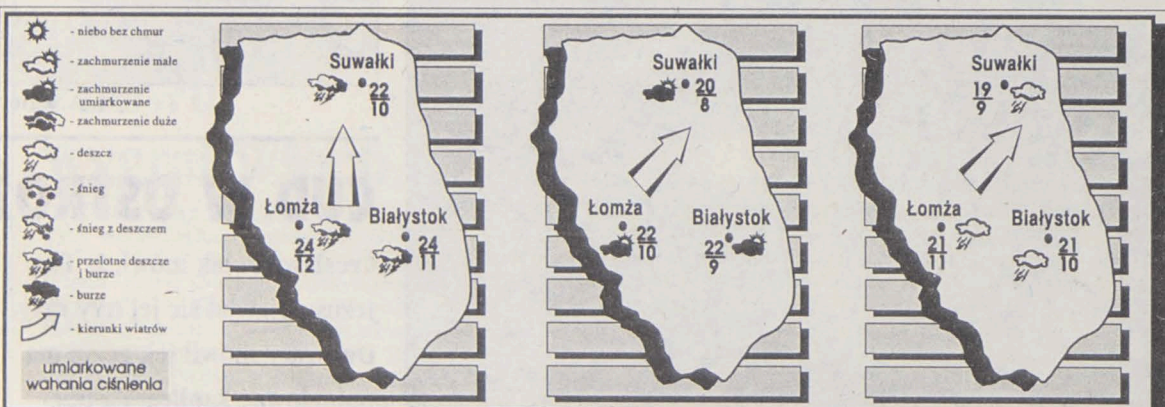 - niebo bez chmur
- zachmurzenie małe
- zachmurzenie
umiarkowane
- zachmurzenie duże
- deszcz
- śnieg
- śnieg z deszczem
- przelotne deszcze
i burze
- burze
- kierunki wiatrów
umiarkowane
wahania ciśnienia
Suwałki
22
10
Łomża
24
12
Białystok
24
11
Suwałki
20
8
Łomża
22
10
Białystok
22
9
Suwałki
19
9
Łomża
21
11
Białystok
21
10